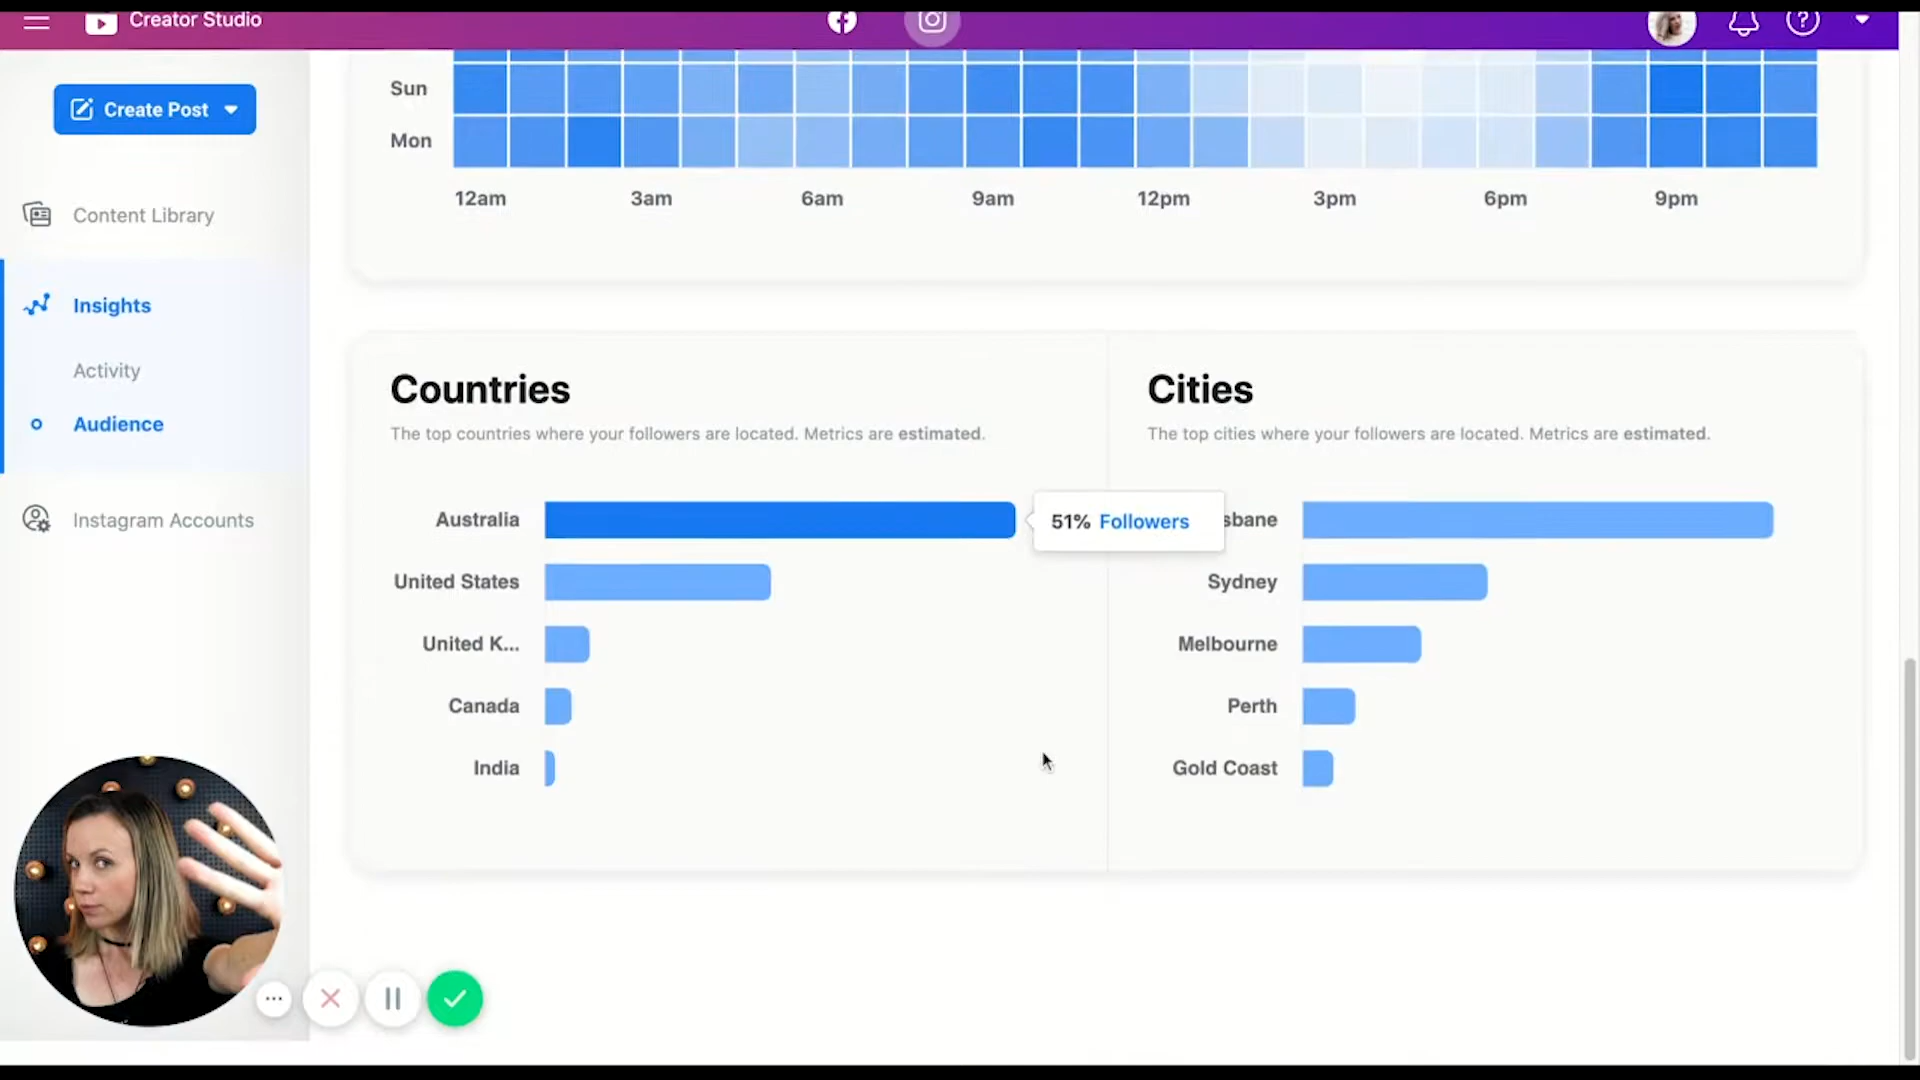 Creator Studio
Create Post
Content Library
Insights
Activity
Audience
Instagram Accounts
Sun
Mon
12am 3am 6am 9am 12pm 3pm 6pm 9pm
Countries
The top countries where your followers are located. Metrics are estimated.
Australia
51% Followers
United States
United K...
Canada
India
Cities
The top cities where your followers are located. Metrics are estimated.
sbane
Sydney
Melbourne
Perth
Gold Coast